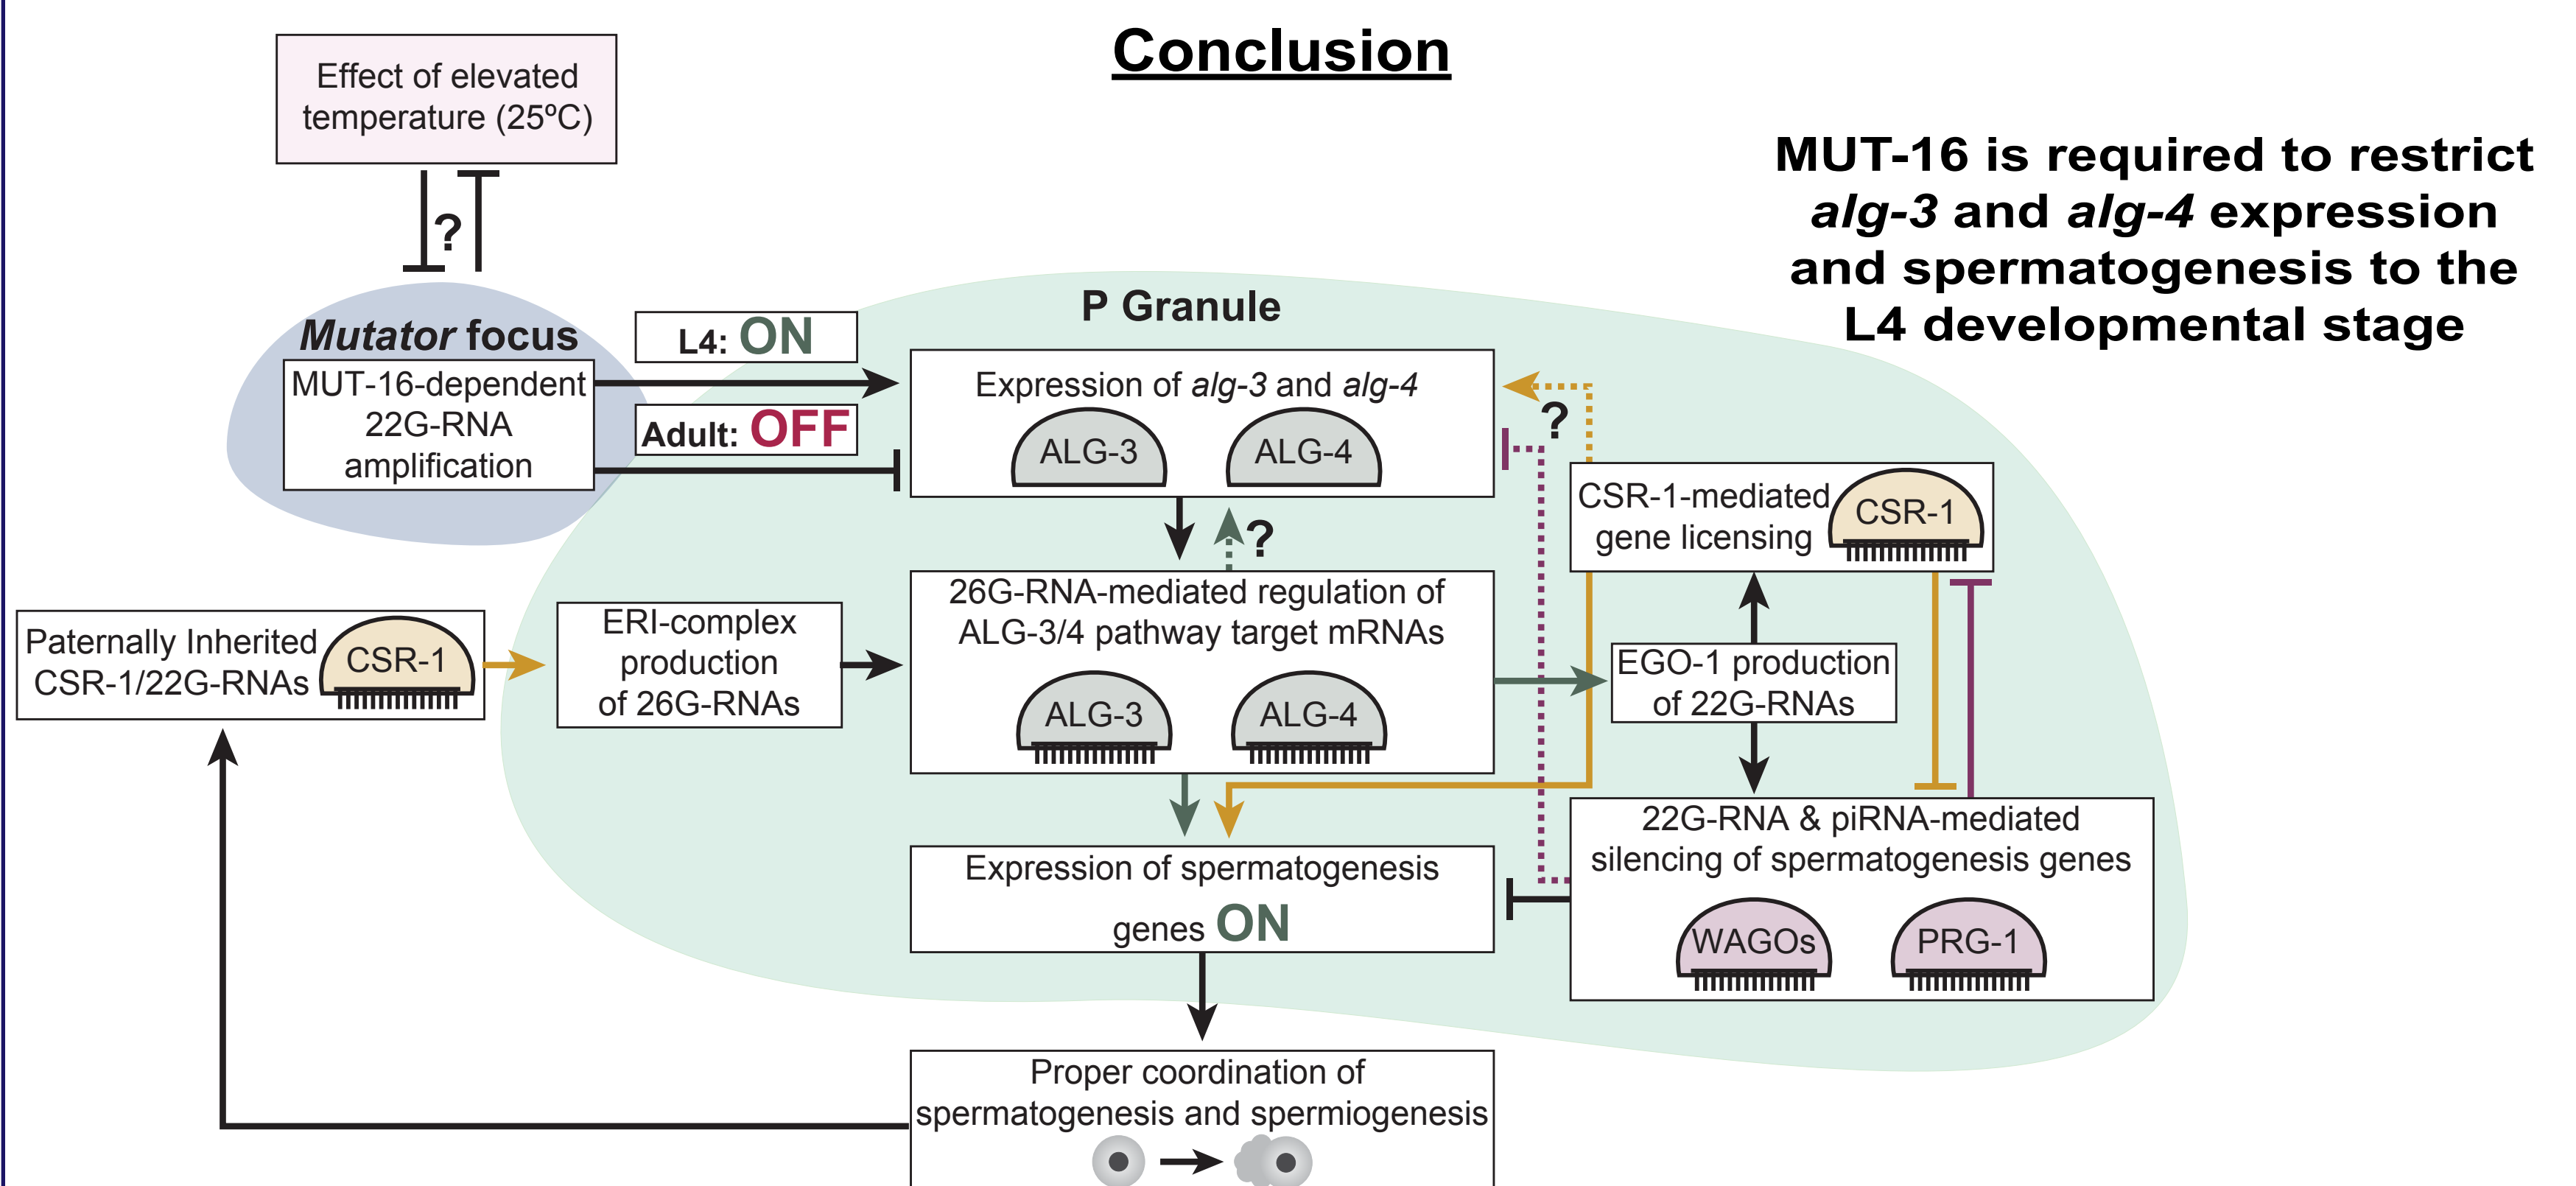 Conclusion
Effect of elevated
temperature (25ºC)
?
MUT-16 is required to restrict
alg-3 and alg-4 expression
and spermatogenesis to the
L4 developmental stage
Mutator focus
MUT-16-dependent
22G-RNA
amplification
L4: ON
Adult: OFF
P Granule
Expression of alg-3 and alg-4
ALG-3
ALG-4
?
?
CSR-1-mediated
gene licensing
CSR-1
Paternally Inherited
CSR-1/22G-RNAs
CSR-1
ERI-complex
production
of 26G-RNAs
26G-RNA-mediated regulation of
ALG-3/4 pathway target mRNAs
ALG-3
ALG-4
EGO-1 production
of 22G-RNAs
22G-RNA & piRNA-mediated
silencing of spermatogenesis genes
WAGOs
PRG-1
Expression of spermatogenesis
genes ON
Proper coordination of
spermatogenesis and spermiogenesis